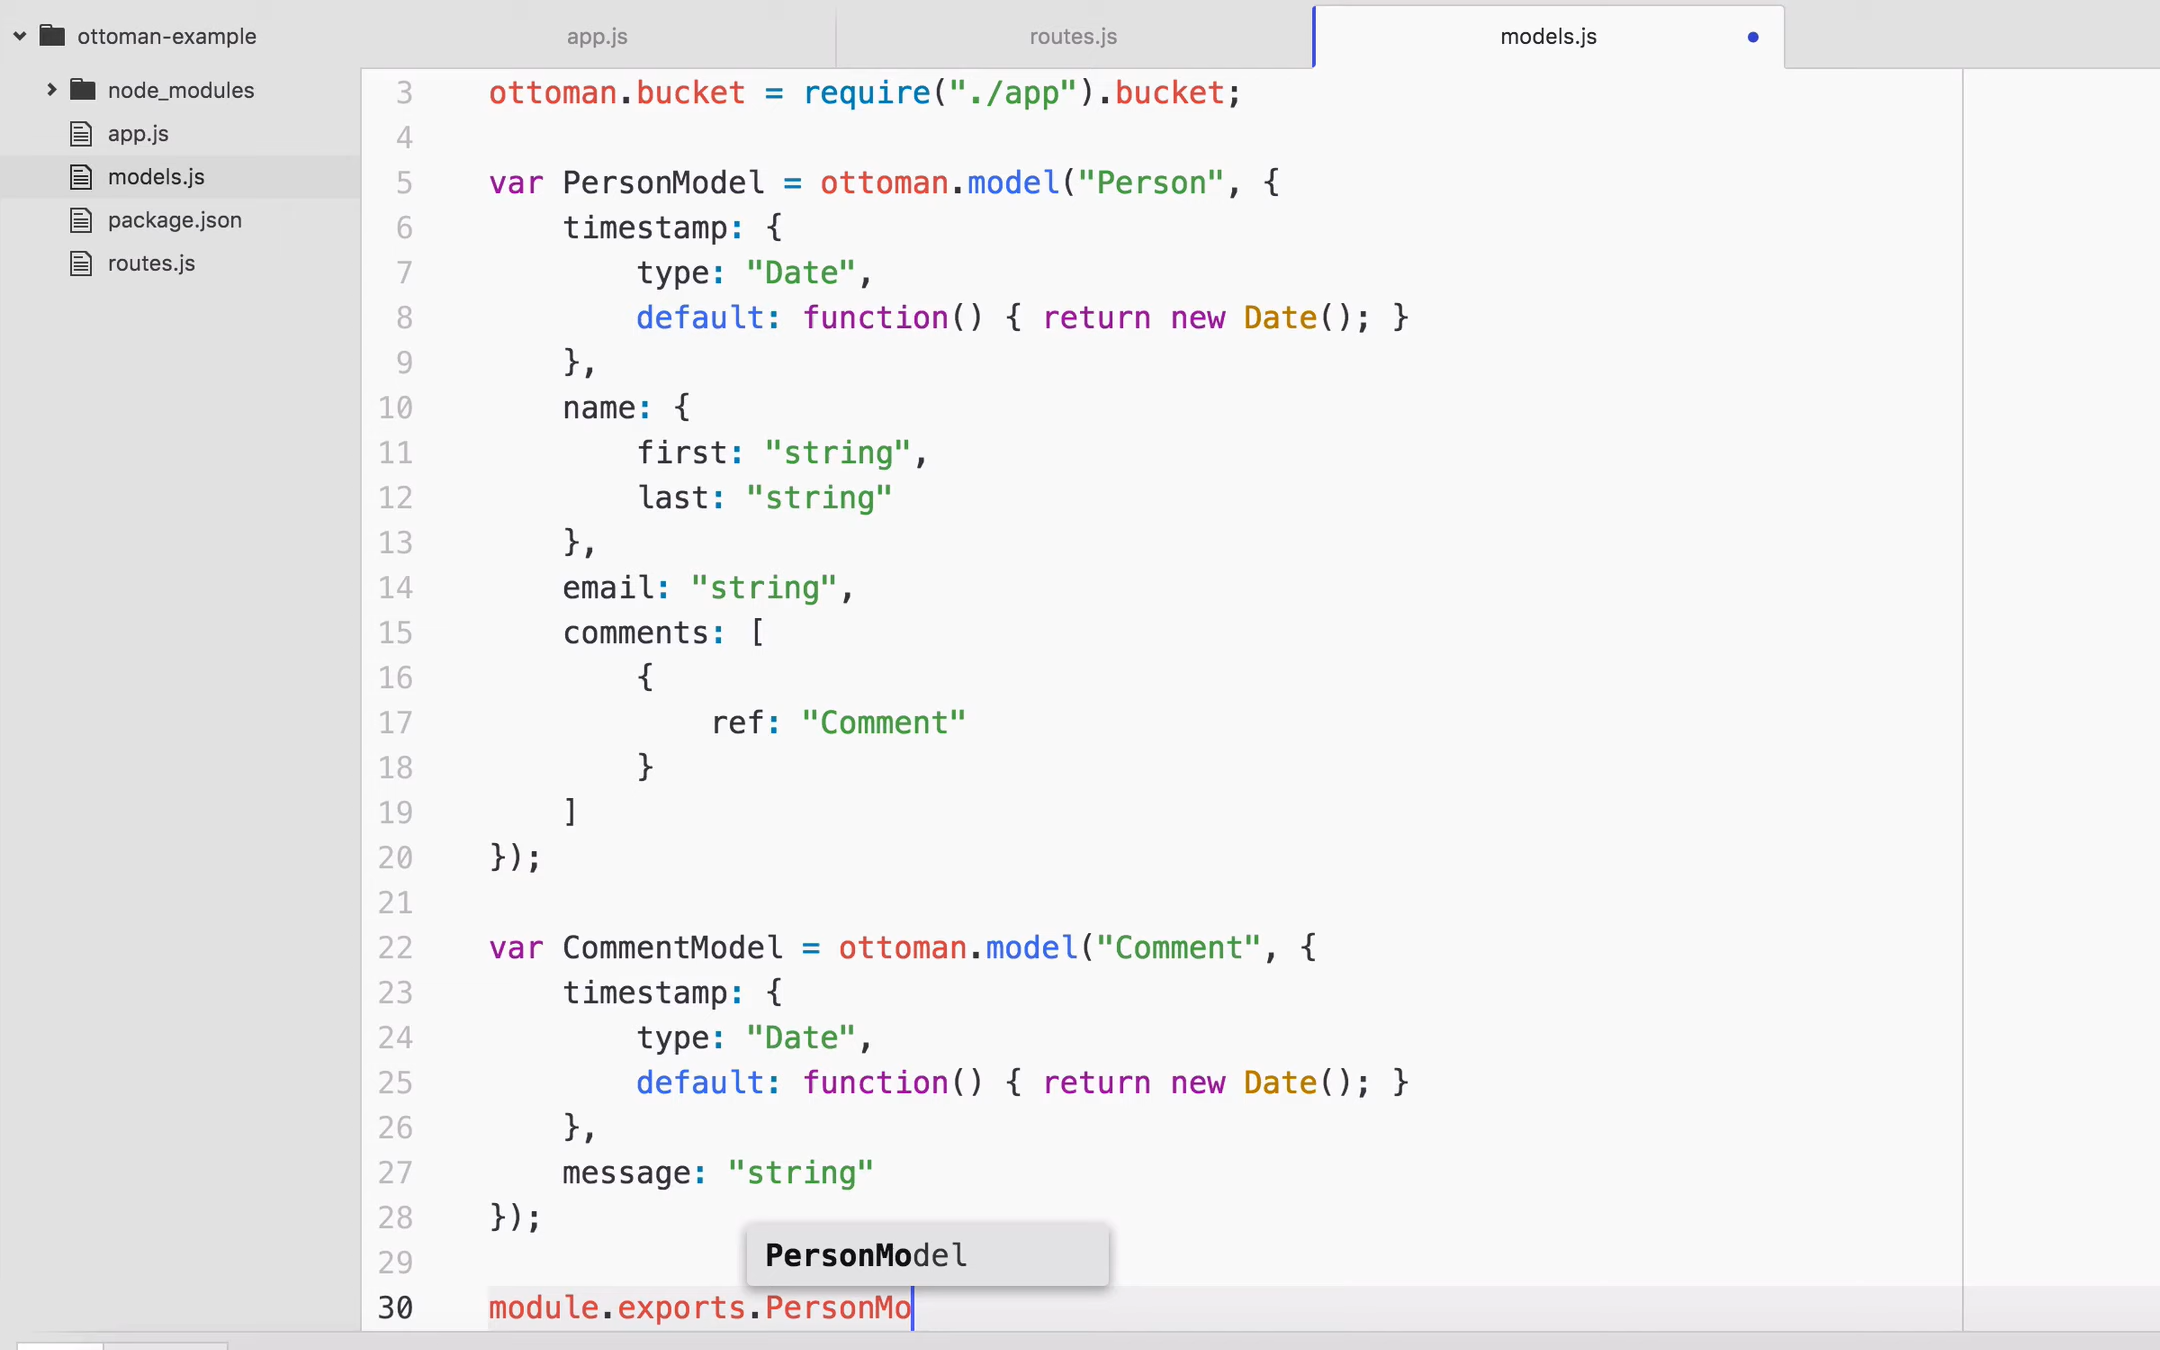 ottoman-example
node_modules
app.js
models.js
package.json
routes.js
app.js
routes.js
models.js
3 ottoman.bucket = require("./app").bucket;
4
5 var PersonModel = ottoman.model("Person", {
6     timestamp: {
7         type: "Date",
8         default: function() { return new Date(); }
9     },
10     name: {
11         first: "string",
12         last: "string"
13     },
14     email: "string",
15     comments: [
16         {
17             ref: "Comment"
18         }
19     ]
20 });
21
22 var CommentModel = ottoman.model("Comment", {
23     timestamp: {
24         type: "Date",
25         default: function() { return new Date(); }
26     },
27     message: "string"
28 });
29
PersonModel
30 module.exports.PersonMo